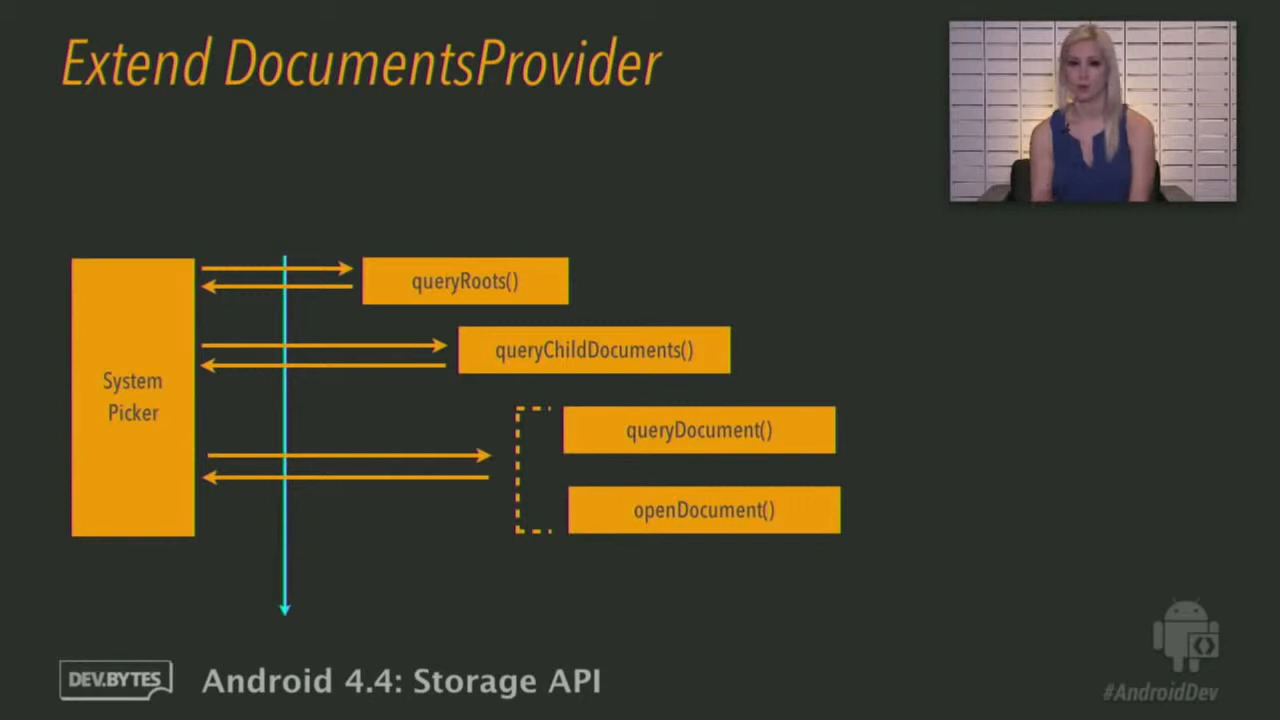 Extend DocumentsProvider
queryRoots()
queryChildDocuments()
System
Picker
queryDocument()
openDocument()
DEV.BYTES
Android 4.4: Storage API
#AndroidDev